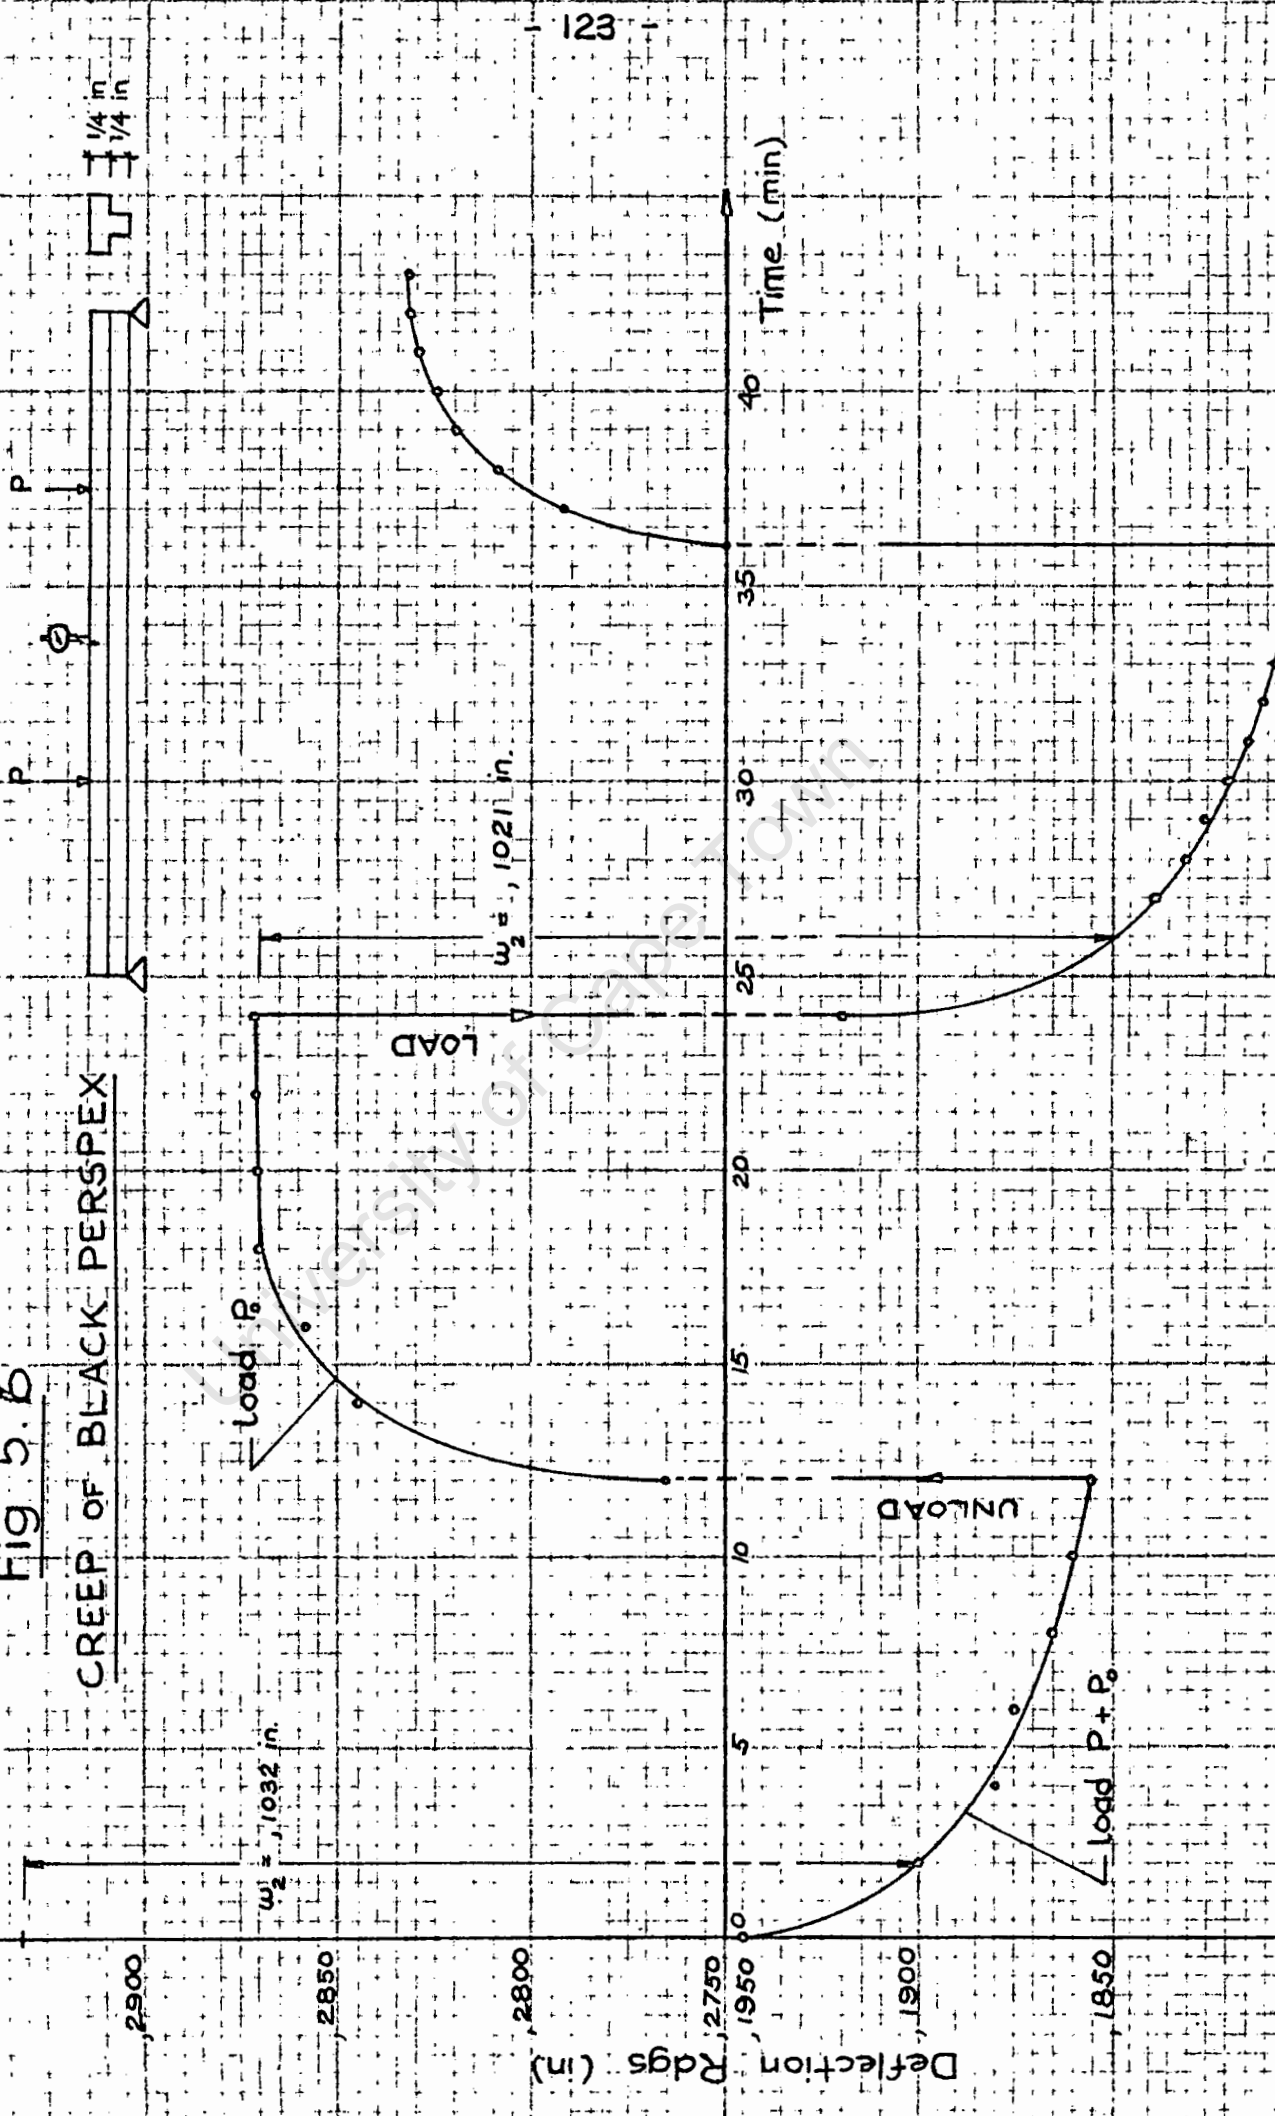 - 123 -
Fig 5.6
CREEP OF BLACK PERSPEX
P
P
1/4 in
1/4 in
,2900
,2850
,2800
,2750
,1950
,1900
,1850
Deflection Rdgs (in)
0
5
10
15
20
25
30
35
40
Time (min)
w₂ = ,1032 in.
w₂ = ,1021 in.
Load P₀
Load P + P₀
UNLOAD
LOAD
University of Cape Town